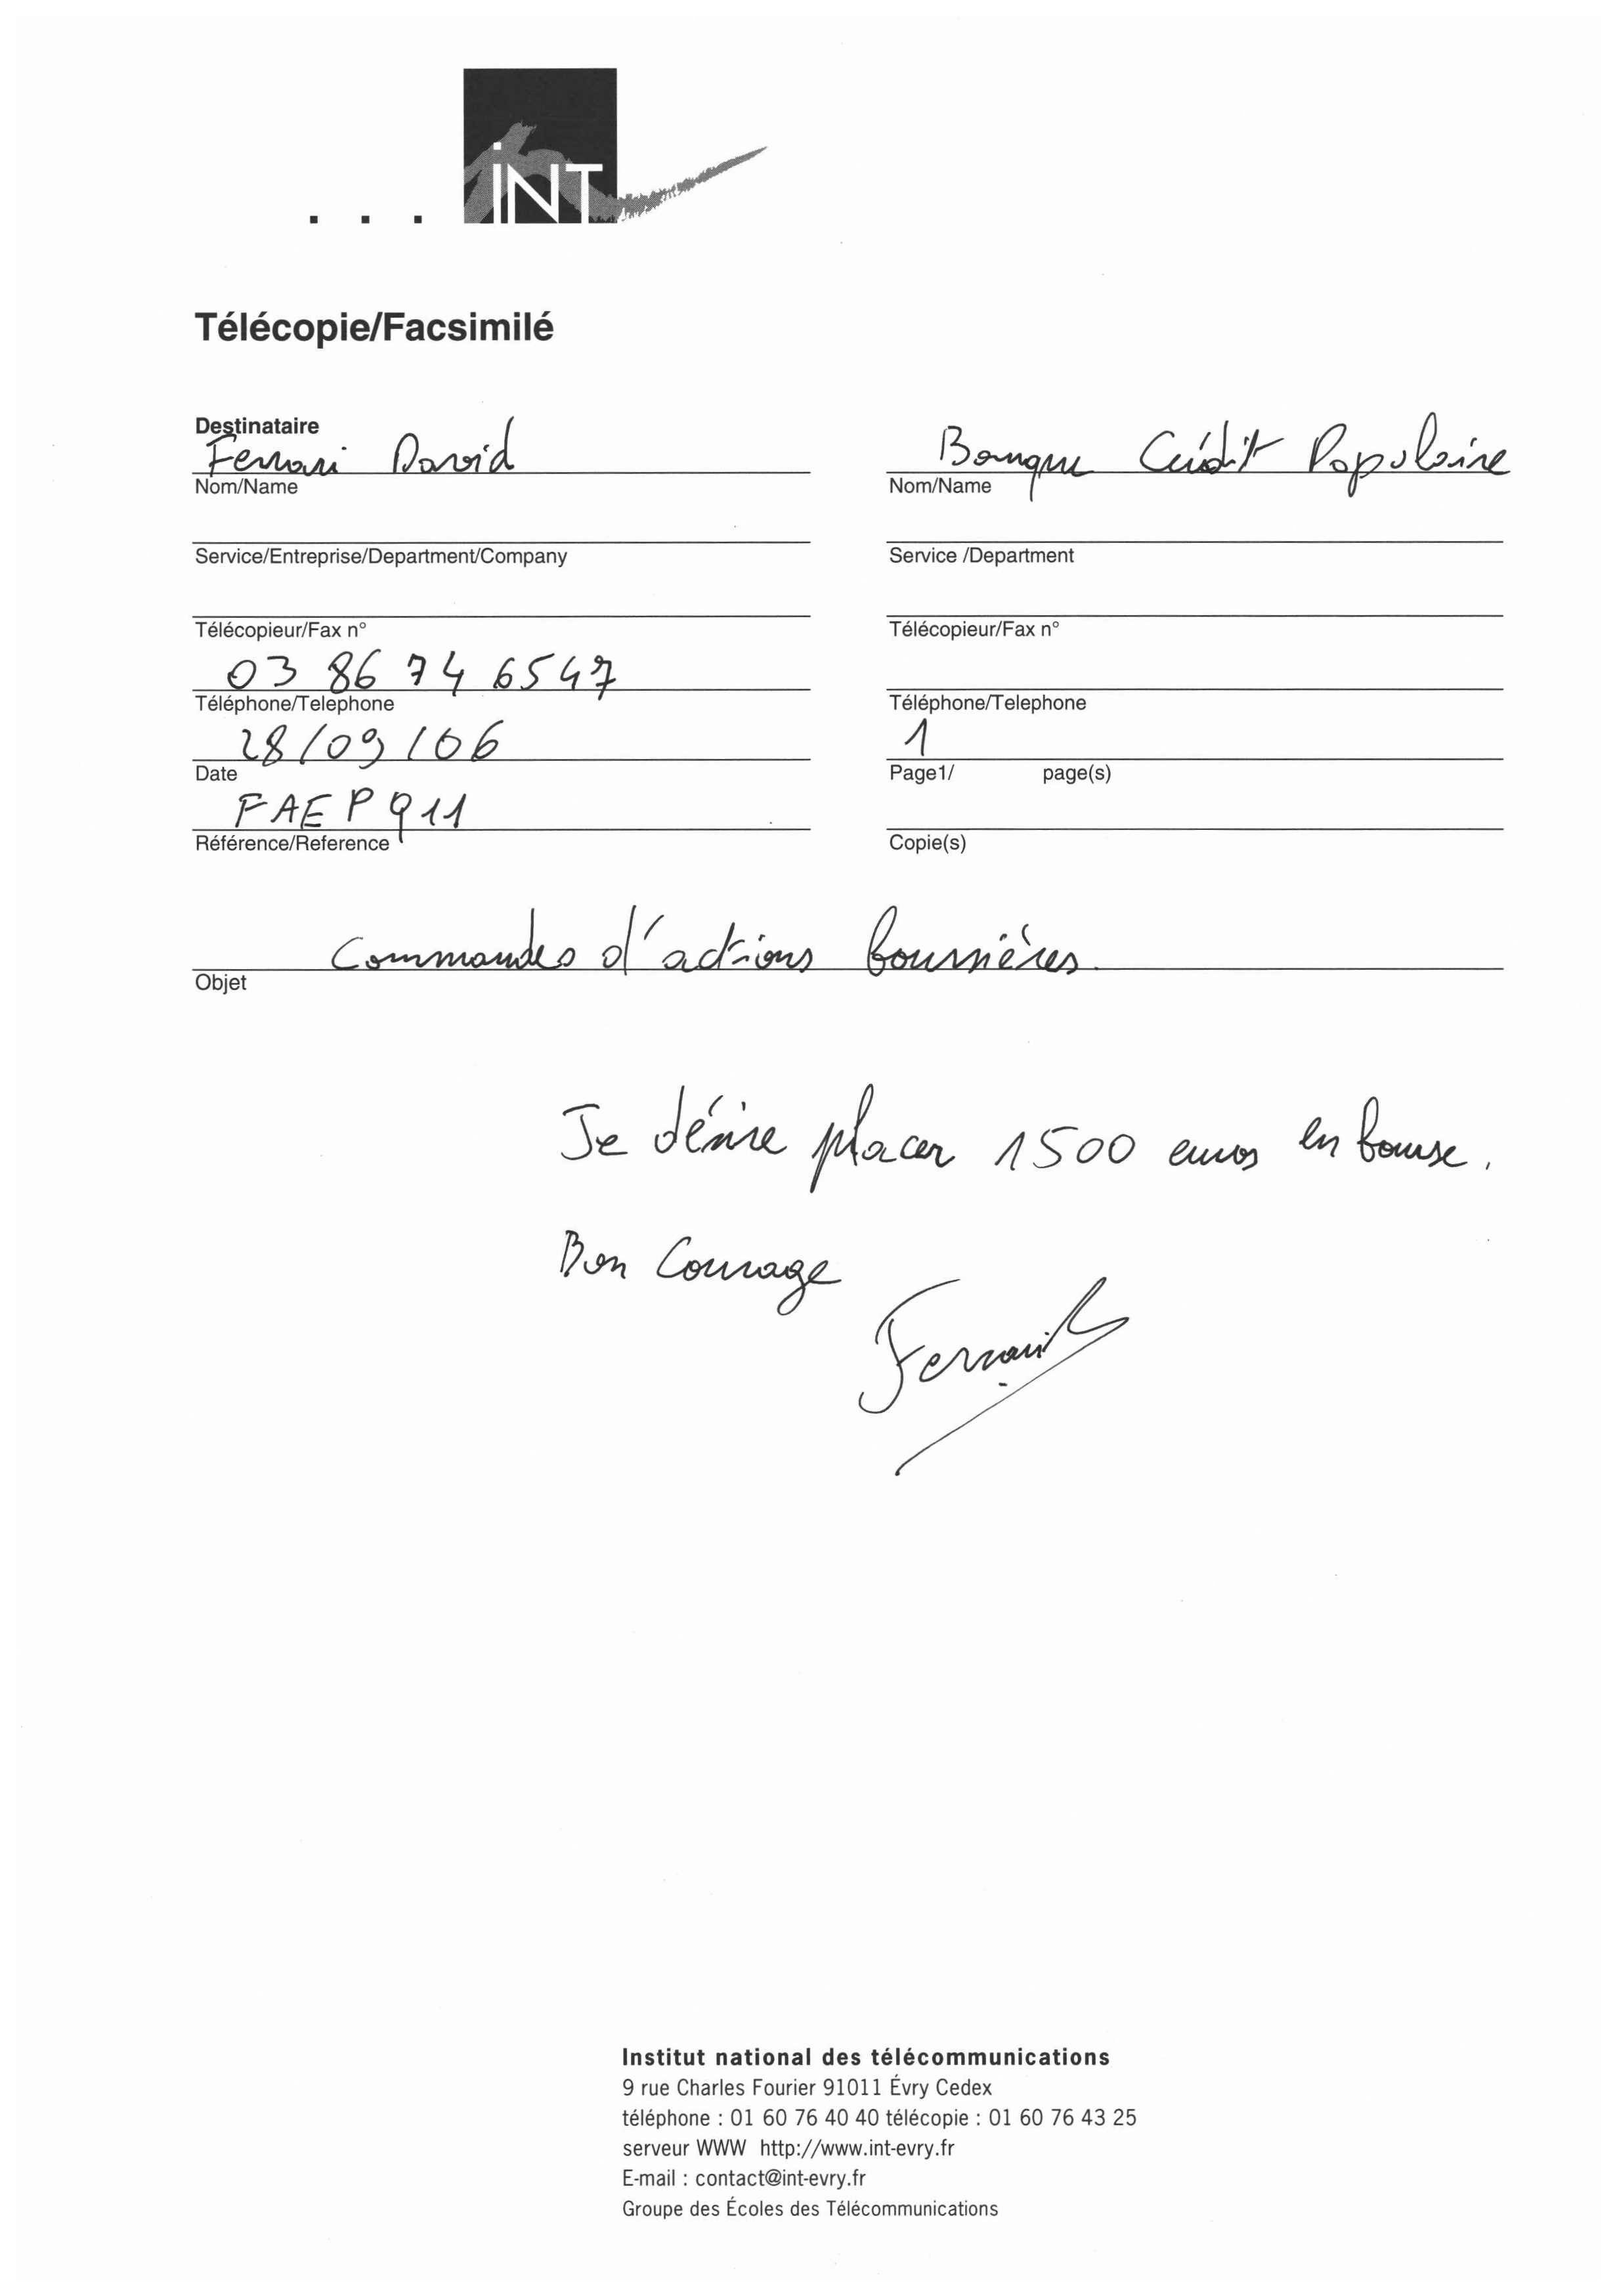 iNT
Télécopie/Facsimilé
Destinataire
Ferrari David
Nom/Name
Banque Crédit Populaire
Nom/Name
Service/Entreprise/Department/Company
Service /Department
Télécopieur/Fax n°
Télécopieur/Fax n°
03 86 74 6547
Téléphone/Telephone
Téléphone/Telephone
28/09/06
Date
1
Page1/ page(s)
FAEPQ11
Référence/Reference
Copie(s)
Commandes d'actions boursières.
Objet
Je désire placer 1500 euros en bourse.
Bon Courage
Ferrari
Institut national des télécommunications
9 rue Charles Fourier 91011 Évry Cedex
téléphone : 01 60 76 40 40 télécopie : 01 60 76 43 25
serveur WWW http://www.int-evry.fr
E-mail : contact@int-evry.fr
Groupe des Écoles des Télécommunications